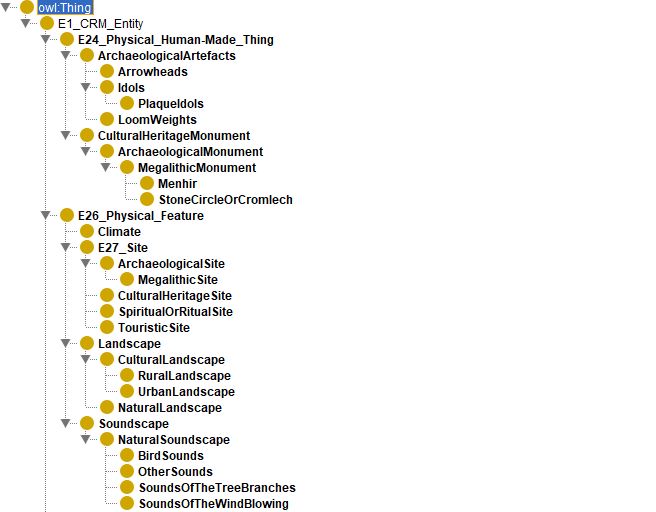 owl:Thing
E1_CRM_Entity
E24_Physical_Human-Made_Thing
ArchaeologicalArtefacts
Arrowheads
Idols
PlaqueIdols
LoomWeights
CulturalHeritageMonument
ArchaeologicalMonument
MegalithicMonument
Menhir
StoneCircleOrCromlech
E26_Physical_Feature
Climate
E27_Site
ArchaeologicalSite
MegalithicSite
CulturalHeritageSite
SpiritualOrRitualSite
TouristicSite
Landscape
CulturalLandscape
RuralLandscape
UrbanLandscape
NaturalLandscape
Soundscape
NaturalSoundscape
BirdSounds
OtherSounds
SoundsOfTheTreeBranches
SoundsOfTheWindBlowing